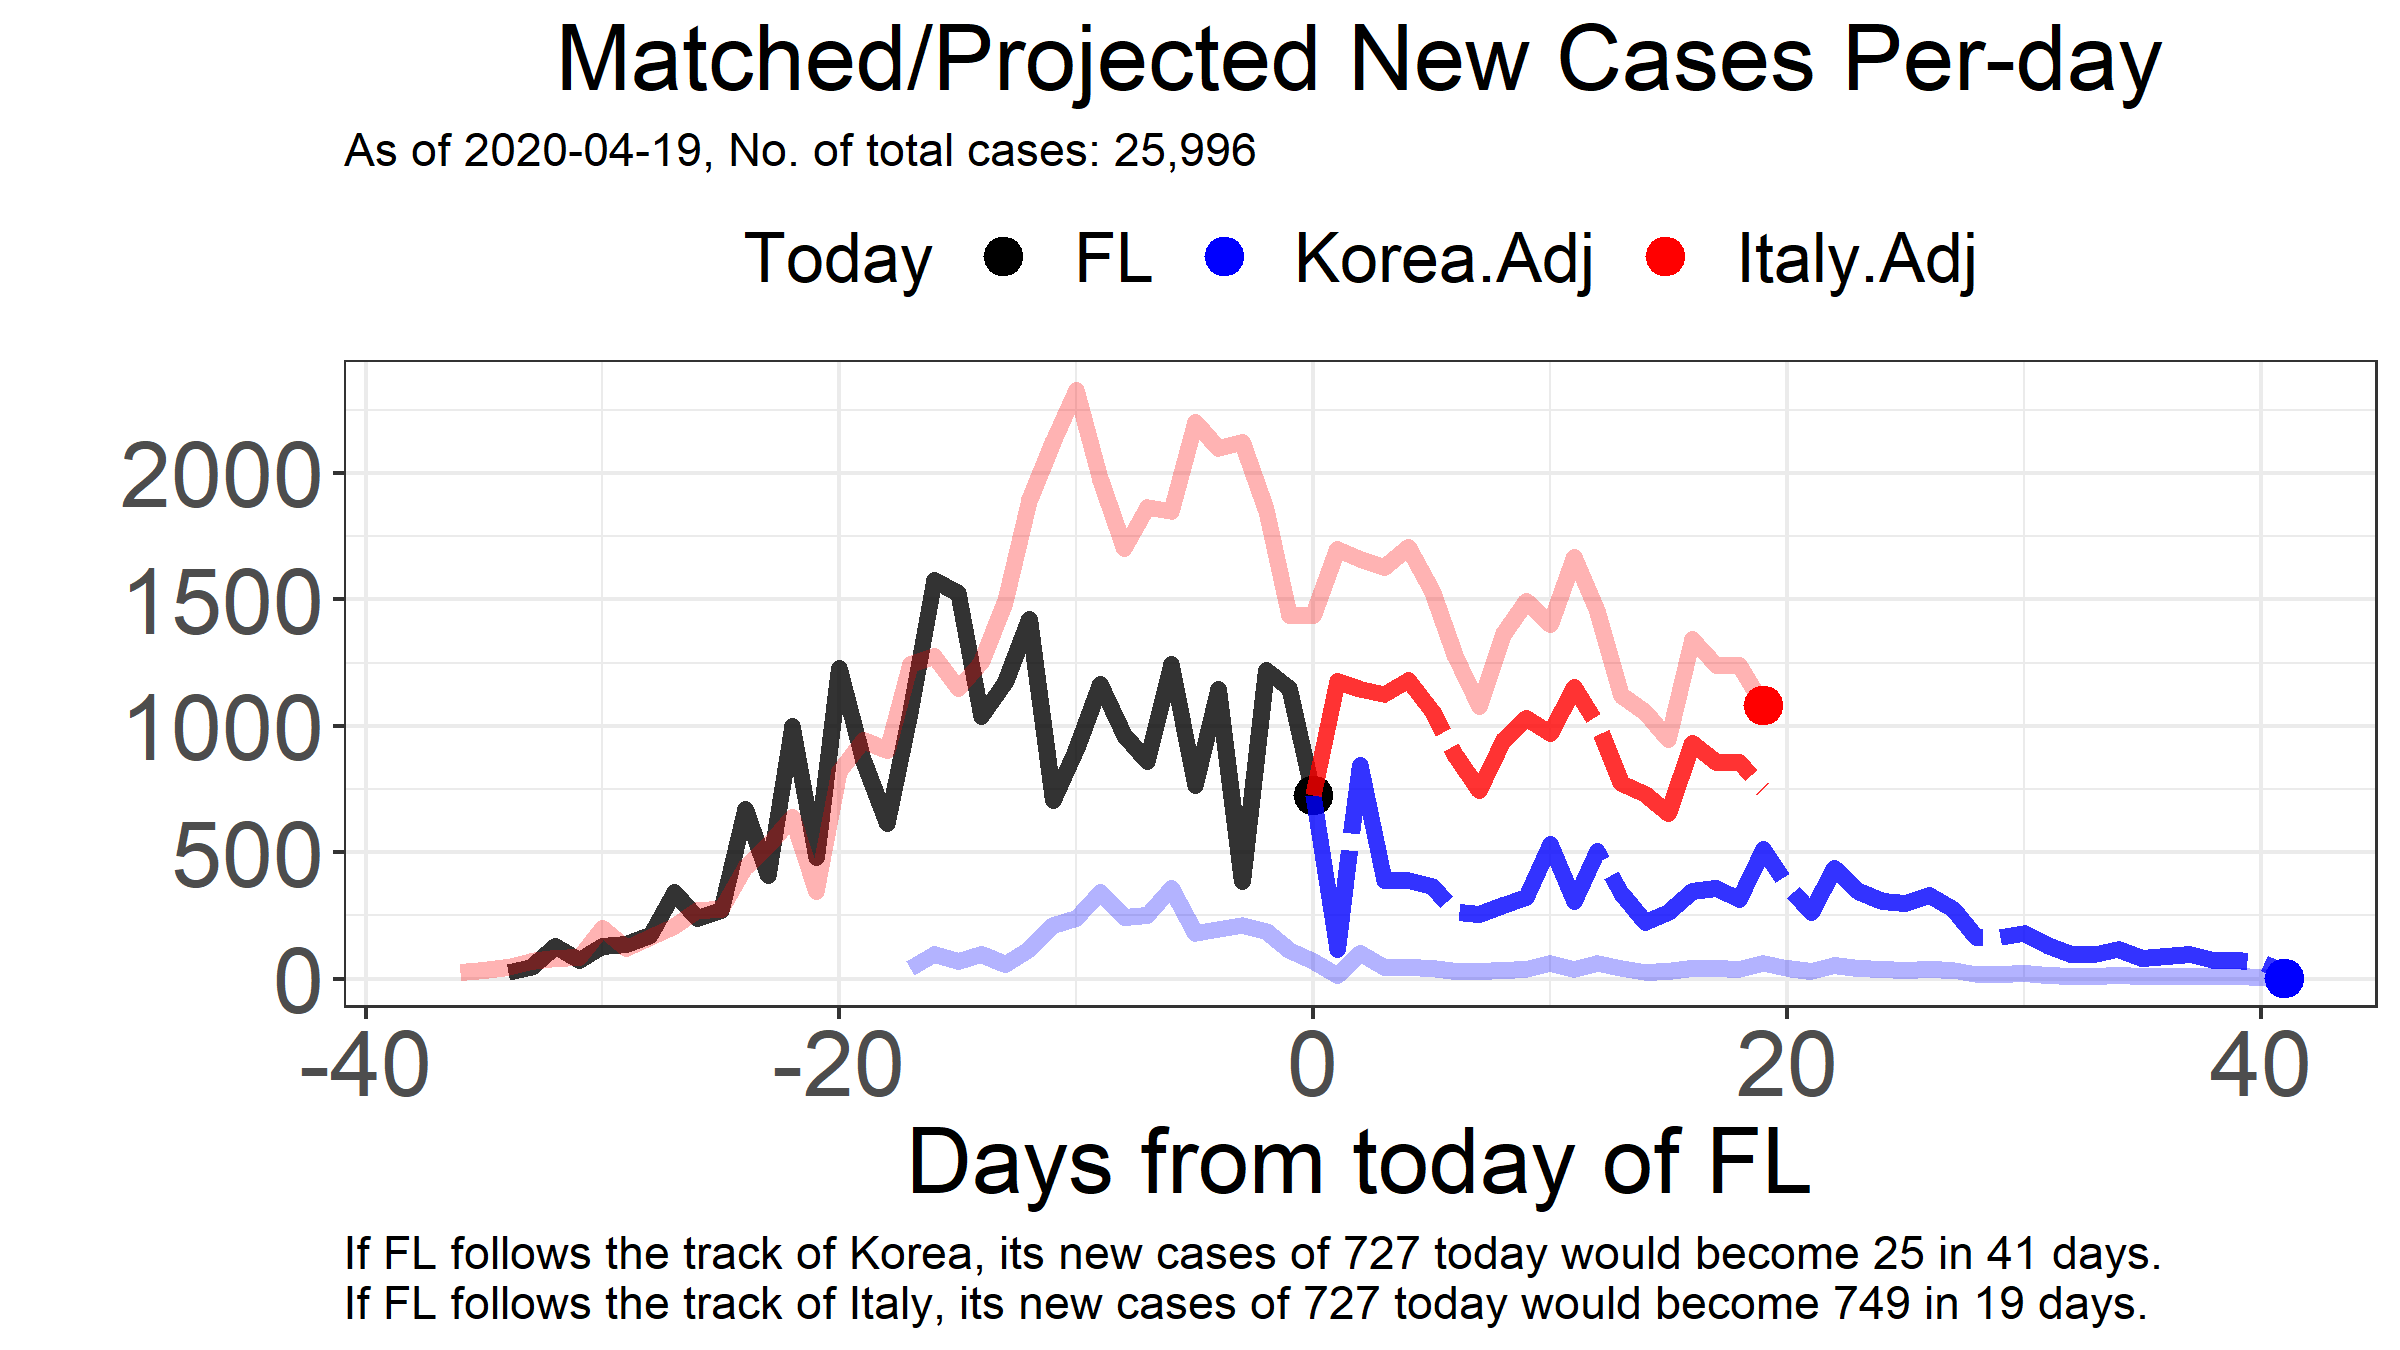 Matched/Projected New Cases Per-day
As of 2020-04-19, No. of total cases: 25,996
Today FL Korea.Adj Italy.Adj
2000
1500
1000
500
0
-40 -20 0 20 40
Days from today of FL
If FL follows the track of Korea, its new cases of 727 today would become 25 in 41 days.
If FL follows the track of Italy, its new cases of 727 today would become 749 in 19 days.